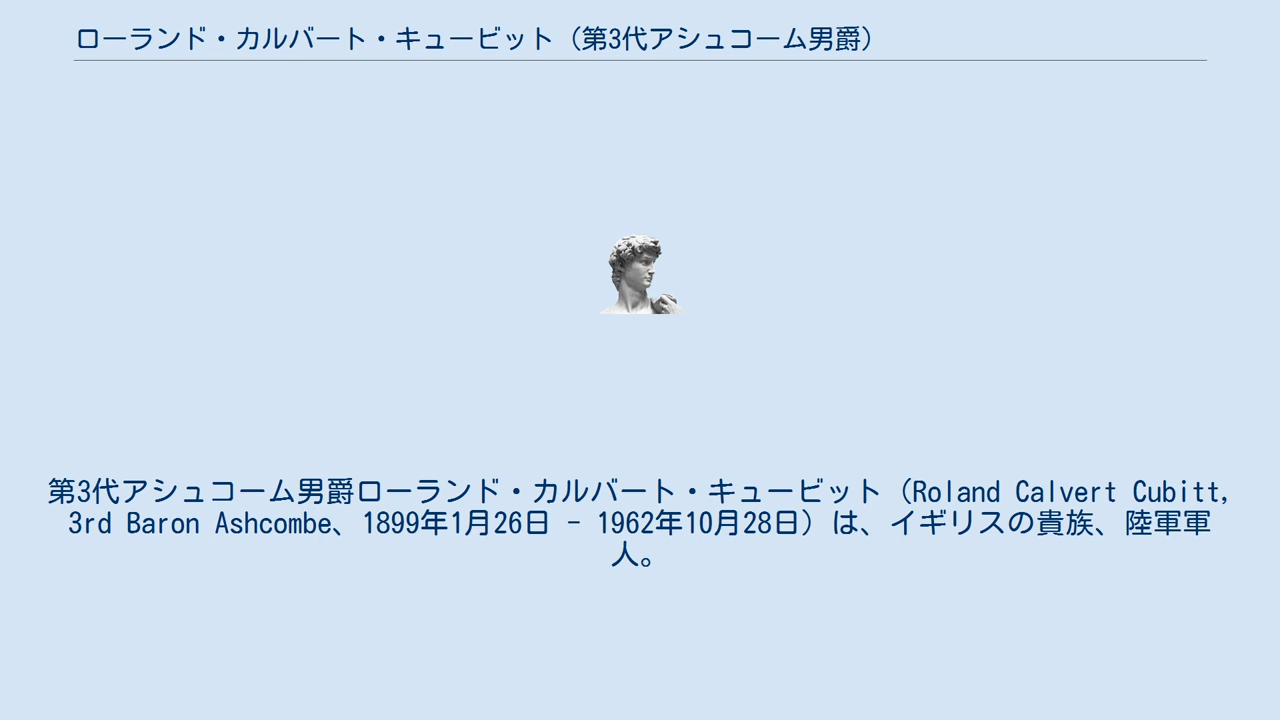 ローランド・カルバート・キュービット（第3代アシュコーム男爵）
第3代アシュコーム男爵ローランド・カルバート・キュービット（Roland Calvert Cubitt,
3rd Baron Ashcombe、1899年1月26日 - 1962年10月28日）は、イギリスの貴族、陸軍軍
人。